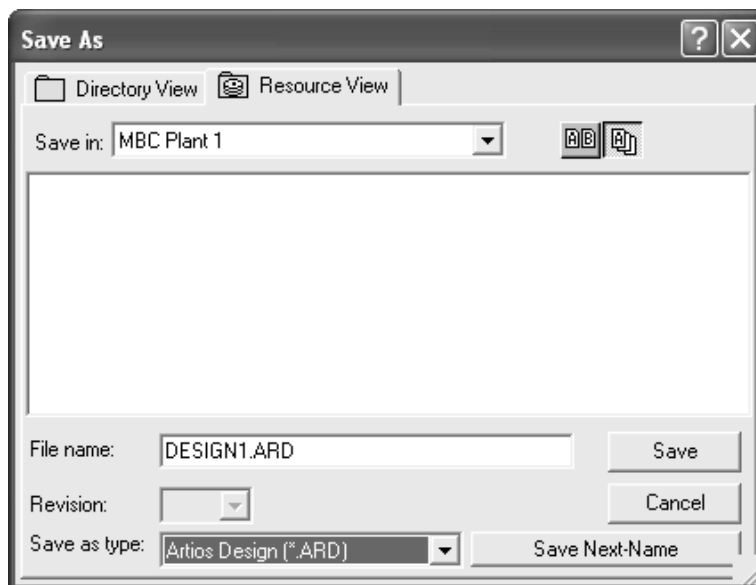 Save As
Directory View Resource View
Save in: MBC Plant 1
File name: DESIGN1.ARD Save
Revision: Cancel
Save as type: Artios Design (*.ARD) Save Next-Name